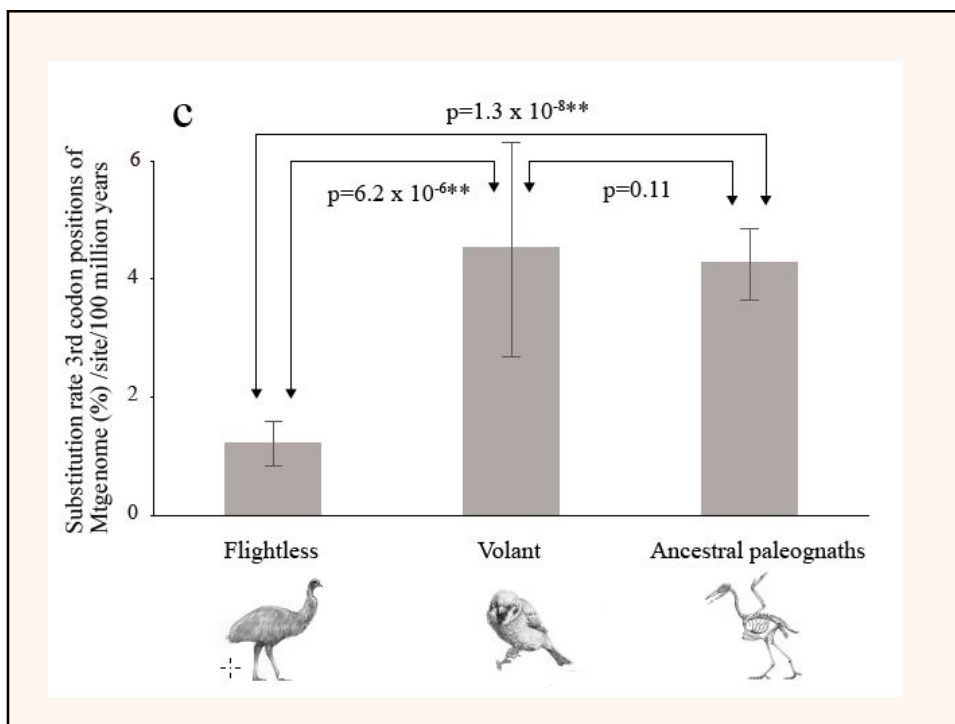 c
p=1.3 x 10⁻⁸**
p=6.2 x 10⁻⁶**
p=0.11
Substitution rate 3rd codon positions of
Mtgenome (%) /site/100 million years
6
4
2
0
Flightless
Volant
Ancestral paleognaths